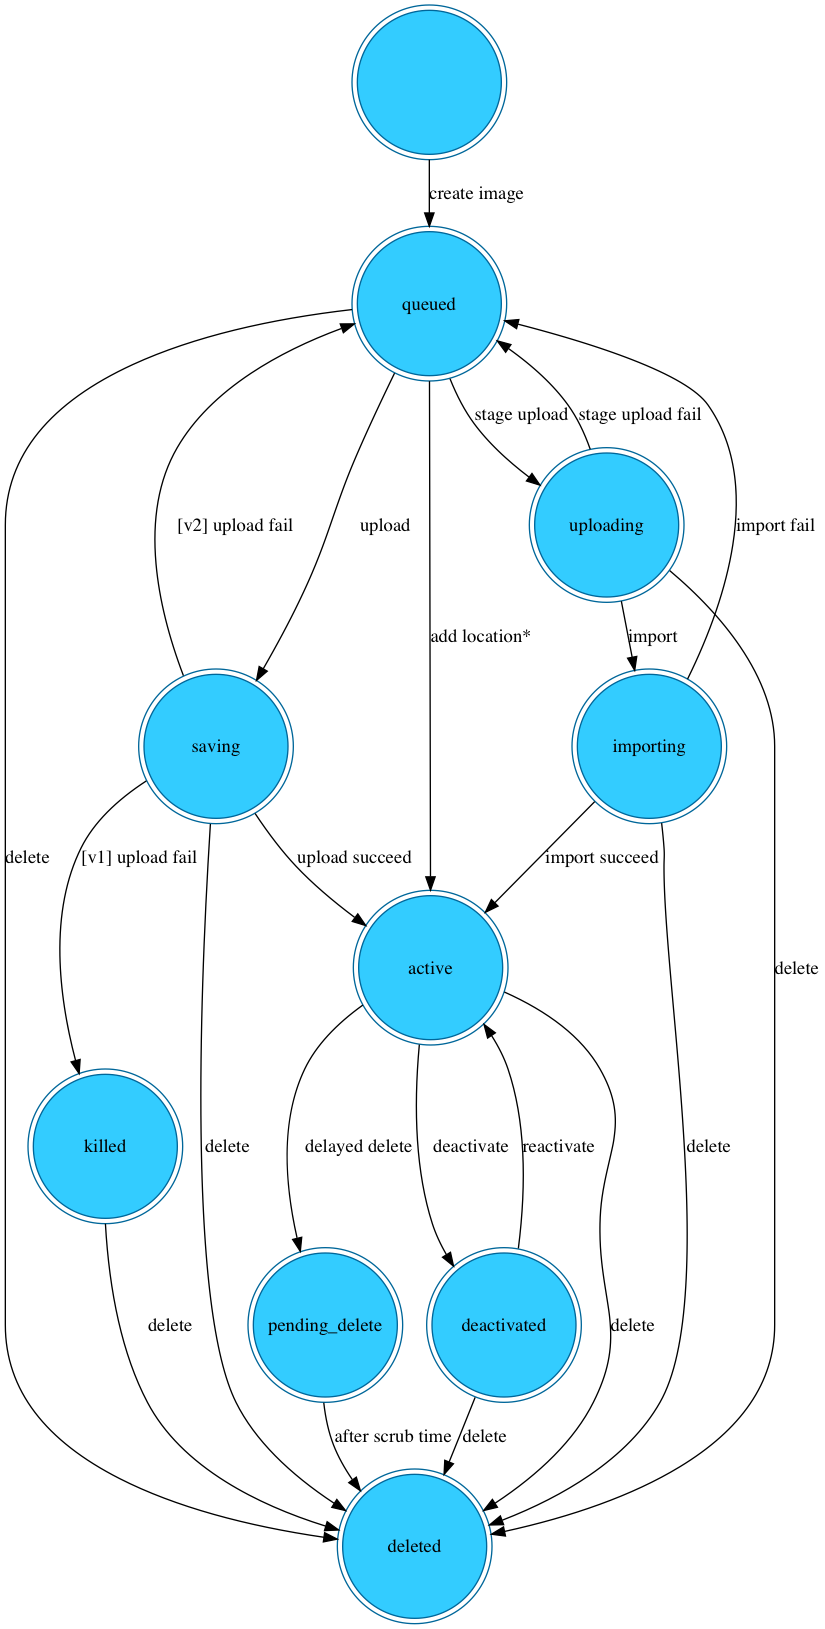 create image
queued
stage upload
stage upload fail
[v2] upload fail
upload
uploading
import fail
add location*
import
saving
importing
delete
[v1] upload fail
upload succeed
import succeed
active
delete
killed
delete
delayed delete
deactivate
reactivate
delete
delete
pending_delete
deactivated
delete
after scrub time
delete
deleted